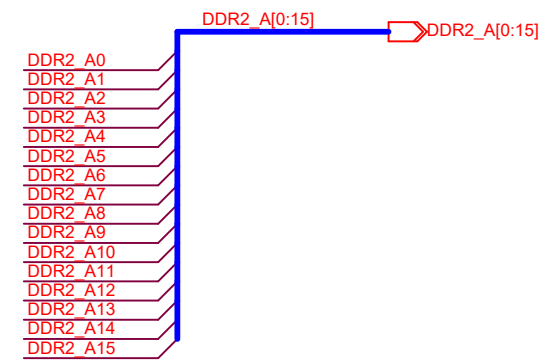 DDR2_A[0:15]
DDR2_A[0:15]
DDR2_A0
DDR2_A1
DDR2_A2
DDR2_A3
DDR2_A4
DDR2_A5
DDR2_A6
DDR2_A7
DDR2_A8
DDR2_A9
DDR2_A10
DDR2_A11
DDR2_A12
DDR2_A13
DDR2_A14
DDR2_A15